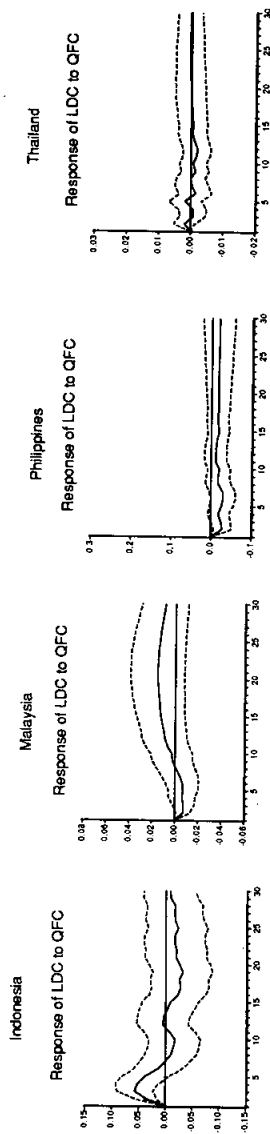 Indonesia
Response of LDC to QFC
0.15
0.10
0.05
0.00
-0.05
-0.10
-0.15
5 10 15 20 25 30
Malaysia
Response of LDC to QFC
0.08
0.06
0.04
0.02
0.00
-0.02
-0.04
-0.06
5 10 15 20 25 30
Philippines
Response of LDC to QFC
0.3
0.2
0.1
0.0
-0.1
5 10 15 20 25 30
Thailand
Response of LDC to QFC
0.03
0.02
0.01
0.00
-0.01
-0.02
5 10 15 20 25 30